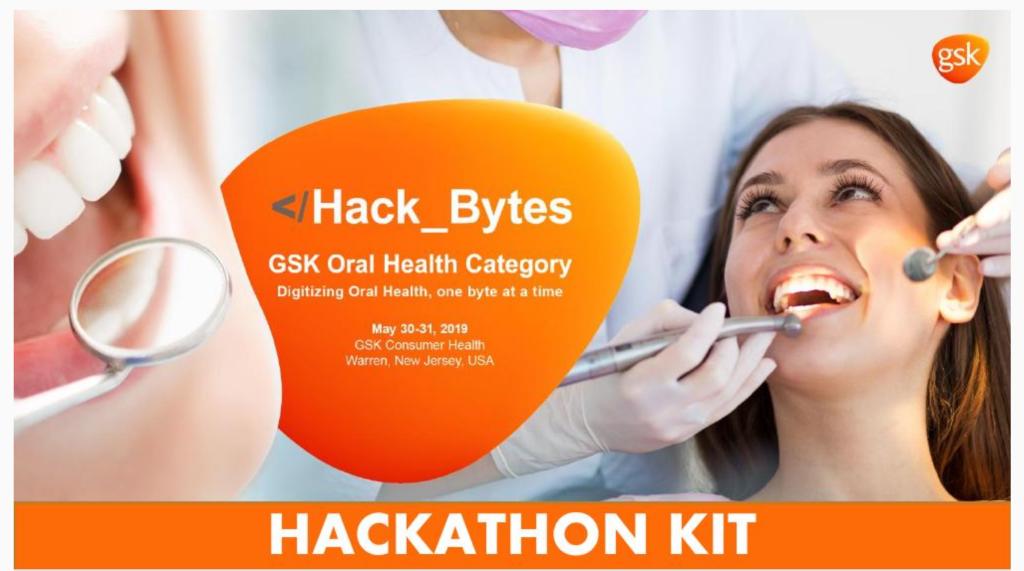 gsk
</Hack_Bytes
GSK Oral Health Category
Digitizing Oral Health, one byte at a time
May 30-31, 2019
GSK Consumer Health
Warren, New Jersey, USA
HACKATHON KIT